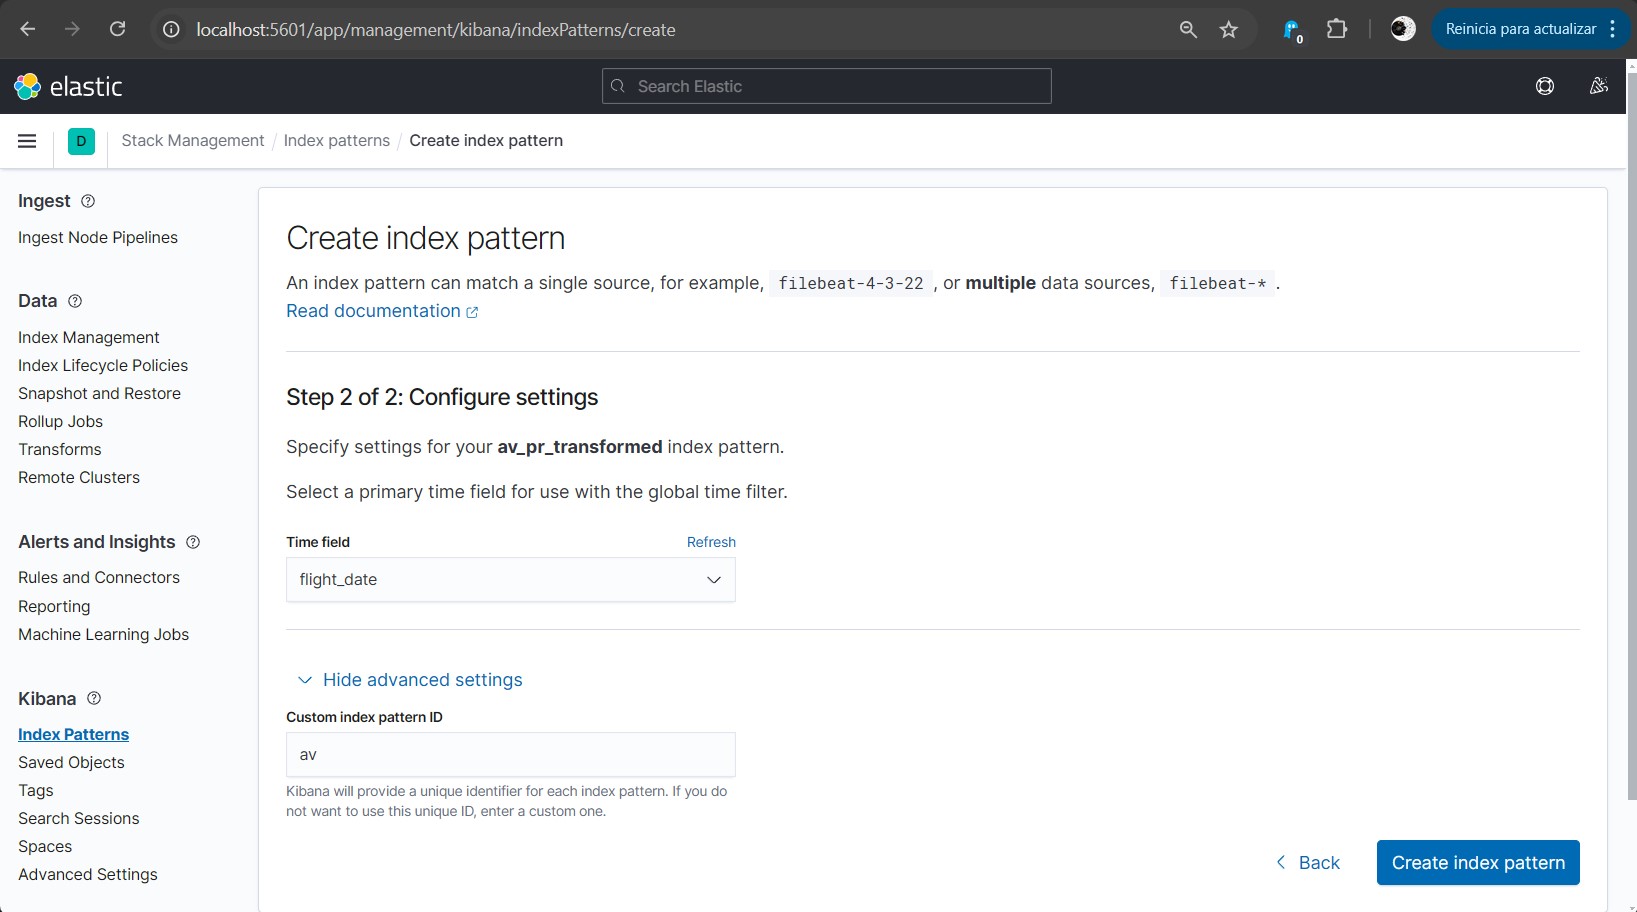 localhost:5601/app/management/kibana/indexPatterns/create
0
Reinicia para actualizar
elastic
Search Elastic
D
Stack Management / Index patterns / Create index pattern
Ingest
Ingest Node Pipelines
Data
Index Management
Index Lifecycle Policies
Snapshot and Restore
Rollup Jobs
Transforms
Remote Clusters
Alerts and Insights
Rules and Connectors
Reporting
Machine Learning Jobs
Kibana
Index Patterns
Saved Objects
Tags
Search Sessions
Spaces
Advanced Settings
Create index pattern
An index pattern can match a single source, for example, filebeat-4-3-22 , or multiple data sources, filebeat-* .
Read documentation
Step 2 of 2: Configure settings
Specify settings for your av_pr_transformed index pattern.
Select a primary time field for use with the global time filter.
Time field
Refresh
flight_date
Hide advanced settings
Custom index pattern ID
av
Kibana will provide a unique identifier for each index pattern. If you do
not want to use this unique ID, enter a custom one.
Back
Create index pattern